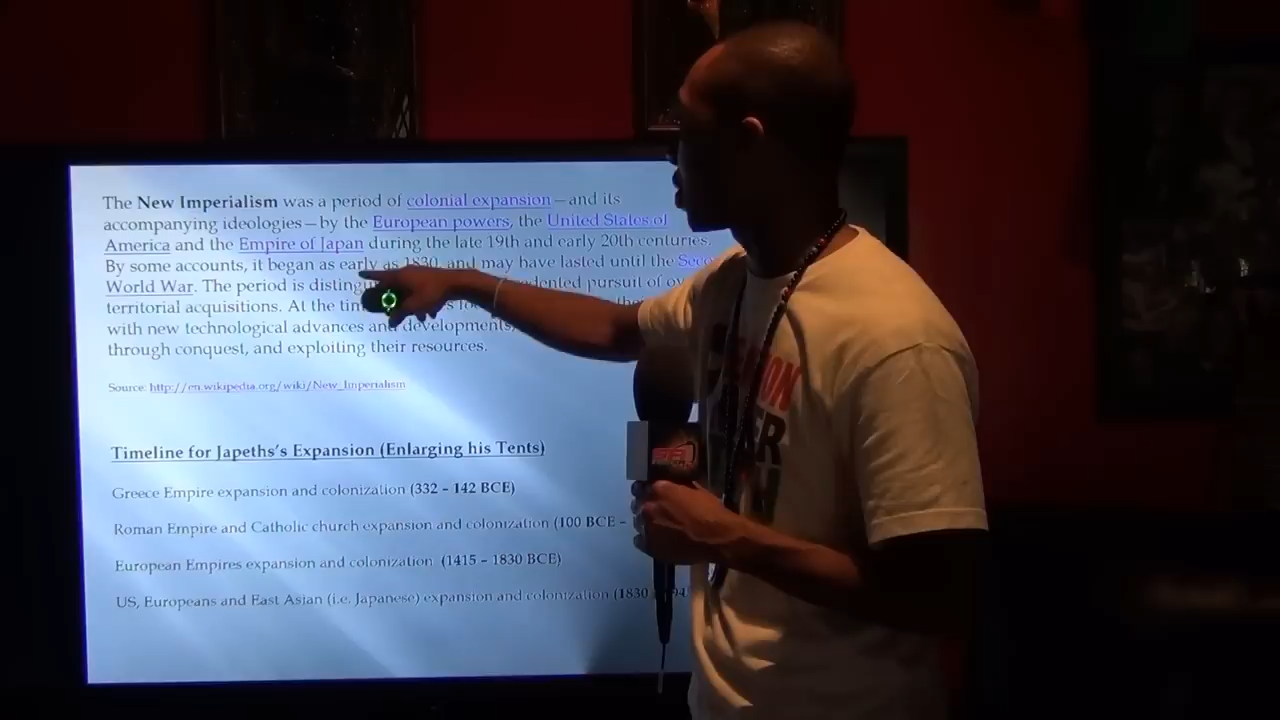 The New Imperialism was a period of colonial expansion—and its
accompanying ideologies—by the European powers, the United States of
America and the Empire of Japan during the late 19th and early 20th centuries.
By some accounts, it began as early as 1830, and may have lasted until the
World War. The period is pursuit of
territorial acquisitions. At the
with new technological advances and developments,
through conquest, and exploiting their resources.
Source: http://en.wikipedia.org/wiki/New_Imperialism
Timeline for Japeths's Expansion (Enlarging his Tents)
Greece Empire expansion and colonization (332 – 142 BCE)
Roman Empire and Catholic church expansion and colonization (100 BCE –
European Empires expansion and colonization (1415 – 1830 BCE)
US, Europeans and East Asian (i.e. Japanese) expansion and colonization (1830